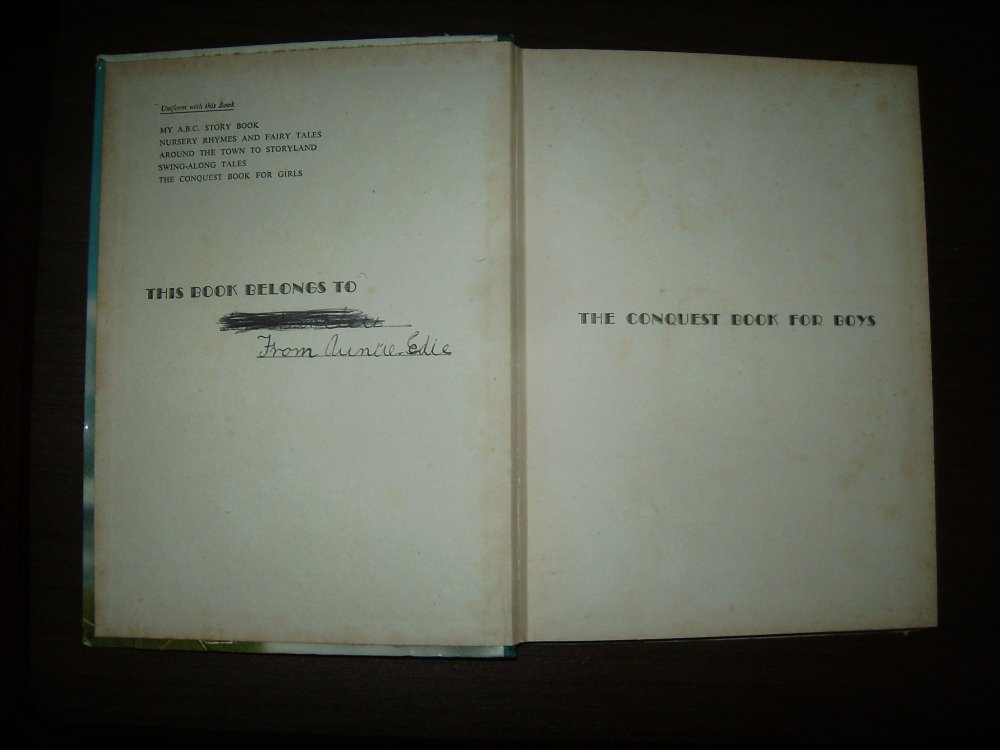 Uniform with this Book
MY A.B.C. STORY BOOK
NURSERY RHYMES AND FAIRY TALES
AROUND THE TOWN TO STORYLAND
SWING-ALONG TALES
THE CONQUEST BOOK FOR GIRLS
THIS BOOK BELONGS TO
From Auntie Edie
THE CONQUEST BOOK FOR BOYS